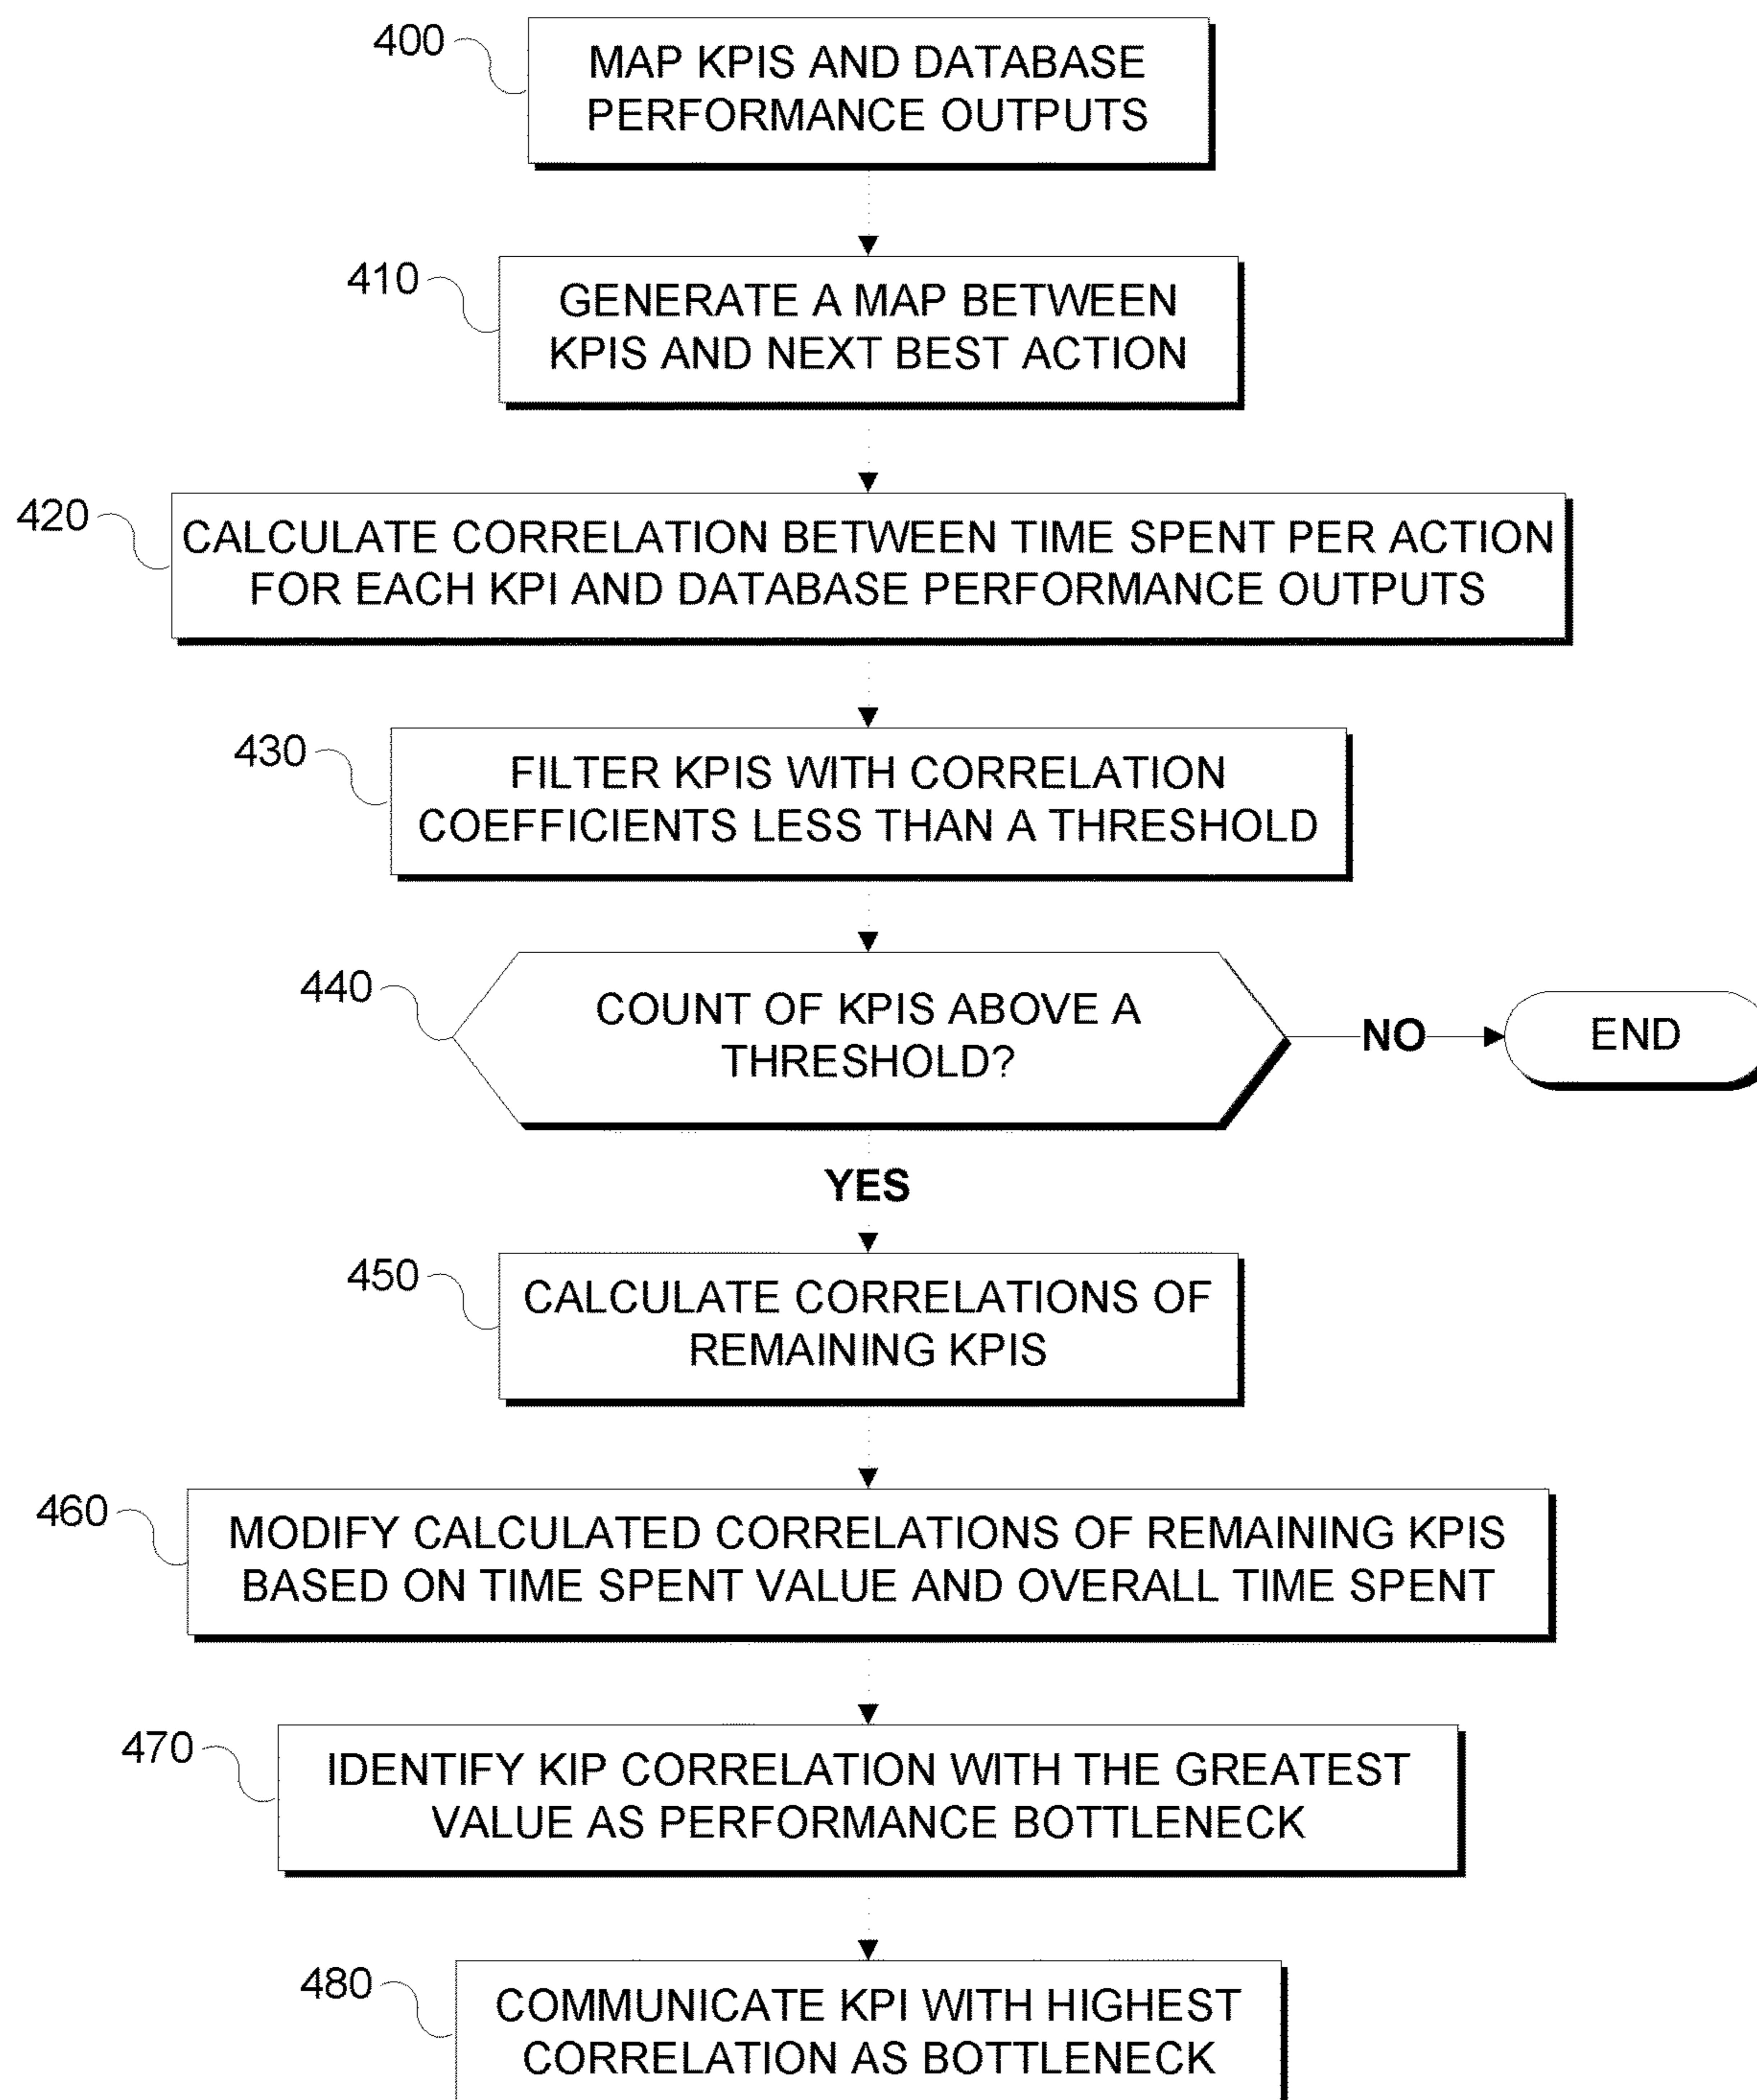 400
MAP KPIS AND DATABASE
PERFORMANCE OUTPUTS
410
GENERATE A MAP BETWEEN
KPIS AND NEXT BEST ACTION
420
CALCULATE CORRELATION BETWEEN TIME SPENT PER ACTION
FOR EACH KPI AND DATABASE PERFORMANCE OUTPUTS
430
FILTER KPIS WITH CORRELATION
COEFFICIENTS LESS THAN A THRESHOLD
440
COUNT OF KPIS ABOVE A
THRESHOLD?
NO
END
YES
450
CALCULATE CORRELATIONS OF
REMAINING KPIS
460
MODIFY CALCULATED CORRELATIONS OF REMAINING KPIS
BASED ON TIME SPENT VALUE AND OVERALL TIME SPENT
470
IDENTIFY KIP CORRELATION WITH THE GREATEST
VALUE AS PERFORMANCE BOTTLENECK
480
COMMUNICATE KPI WITH HIGHEST
CORRELATION AS BOTTLENECK